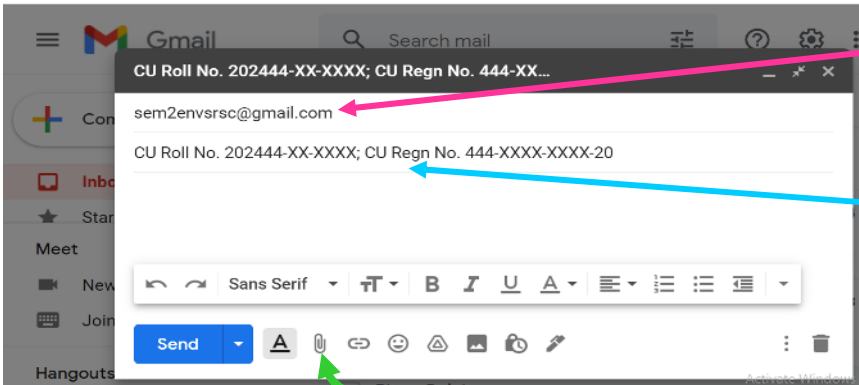 Gmail
Search mail
CU Roll No. 202444-XX-XXXX; CU Regn No. 444-XX...
Com
sem2envsrsc@gmail.com
CU Roll No. 202444-XX-XXXX; CU Regn No. 444-XXXX-XXXX-20
Inbo
Star
Meet
New
Sans Serif
B I U A
Join
Send
A
Hangouts
Activate Windows